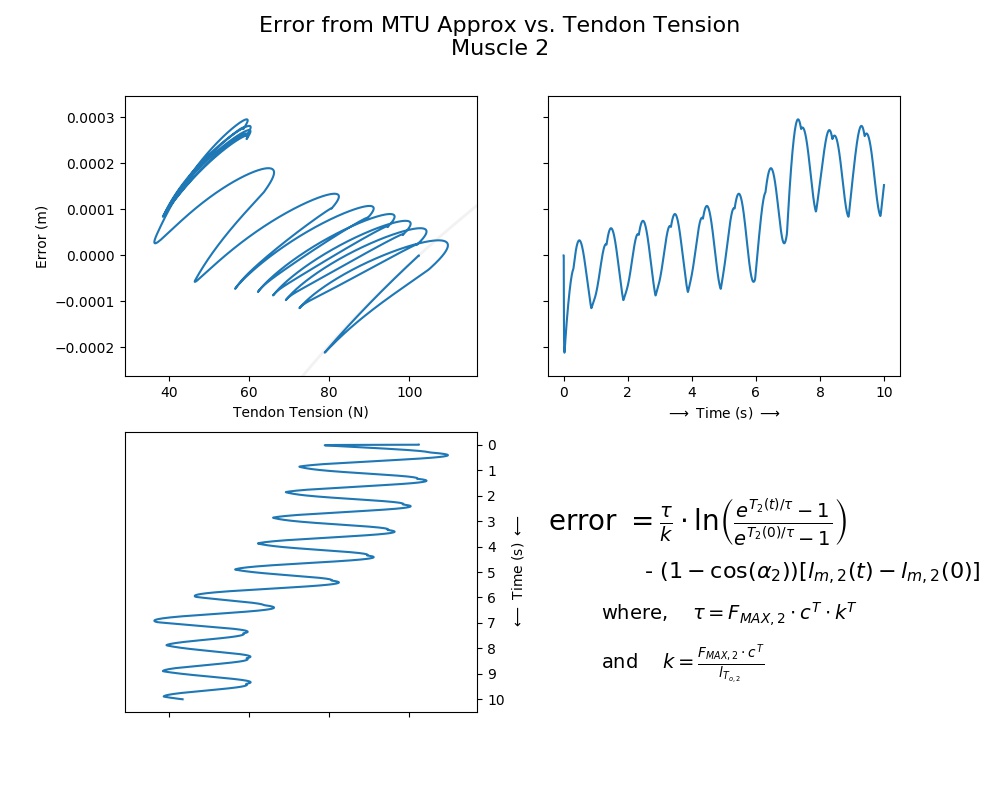 Error from MTU Approx vs. Tendon Tension
Muscle 2
0.0003
0.0002
0.0001
0.0000
−0.0001
−0.0002
Error (m)
40 60 80 100
Tendon Tension (N)
0 2 4 6 8 10
⟶ Time (s) ⟶
0
1
2
3
4
5
6
7
8
9
10
⟵ Time (s) ⟵
error = τ/k · ln((e^{T_2(t)/τ} − 1)/(e^{T_2(0)/τ} − 1))
- (1 − cos(α_2))[l_{m,2}(t) − l_{m,2}(0)]
where, τ = F_{MAX,2} · c^T · k^T
and k = F_{MAX,2} · c^T / l_{T_{o,2}}